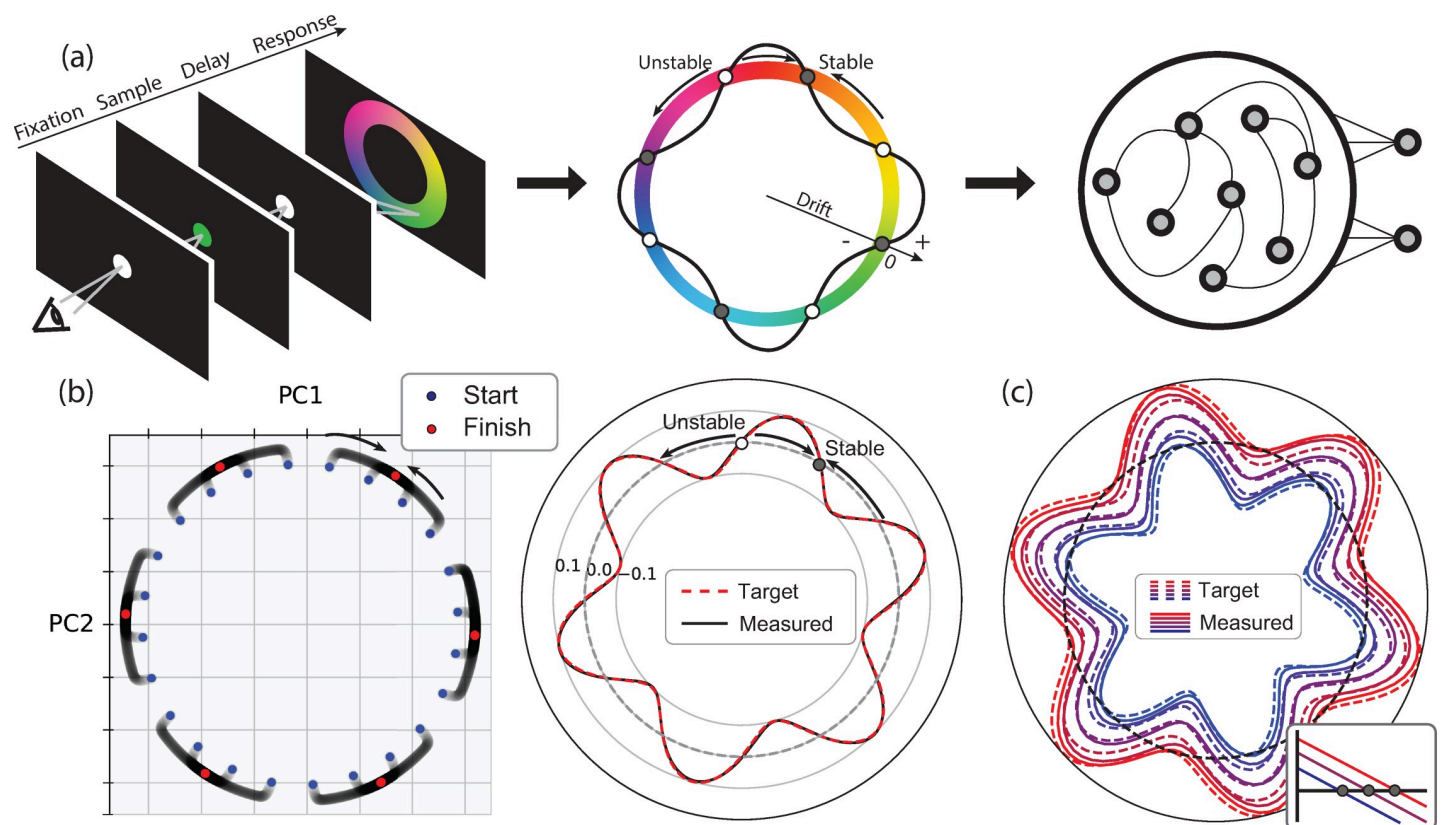 (a)
Fixation Sample Delay Response
Unstable
Stable
Drift
- +
0
(b)
PC1
Start
Finish
PC2
Unstable
Stable
0.1 0.0 −0.1
Target
Measured
(c)
Target
Measured